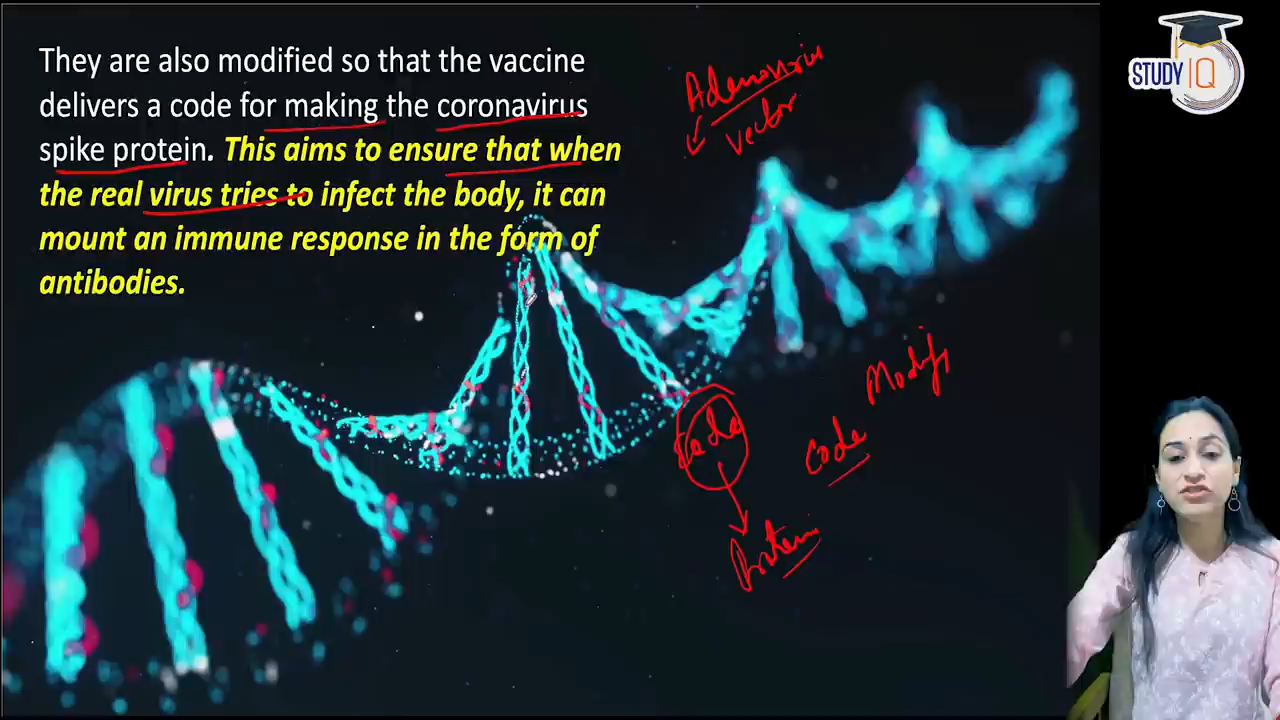 They are also modified so that the vaccine
delivers a code for making the coronavirus
spike protein. This aims to ensure that when
the real virus tries to infect the body, it can
mount an immune response in the form of
antibodies.
Adenovirus
vector
Modify
Code
Code
Protein
STUDY IQ